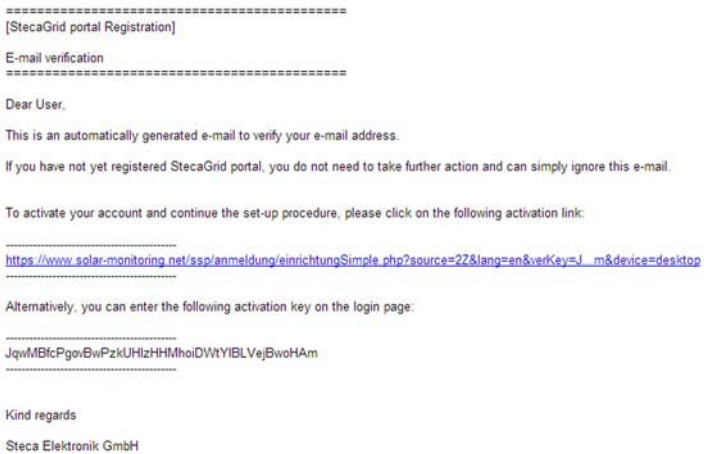 ============================================
[StecaGrid portal Registration]
E-mail verification
============================================
Dear User,
This is an automatically generated e-mail to verify your e-mail address.
If you have not yet registered StecaGrid portal, you do not need to take further action and can simply ignore this e-mail.
To activate your account and continue the set-up procedure, please click on the following activation link:
--------------------------------------------
https://www.solar-monitoring.net/ssp/anmeldung/einrichtungSimple.php?source=2Z&lang=en&verKey=J...m&device=desktop
--------------------------------------------
Alternatively, you can enter the following activation key on the login page:
--------------------------------------------
JqwMBfcPgovBwPzkUHlzHHMhoiDWtYlBLVejBwoHAm
--------------------------------------------
Kind regards
Steca Elektronik GmbH